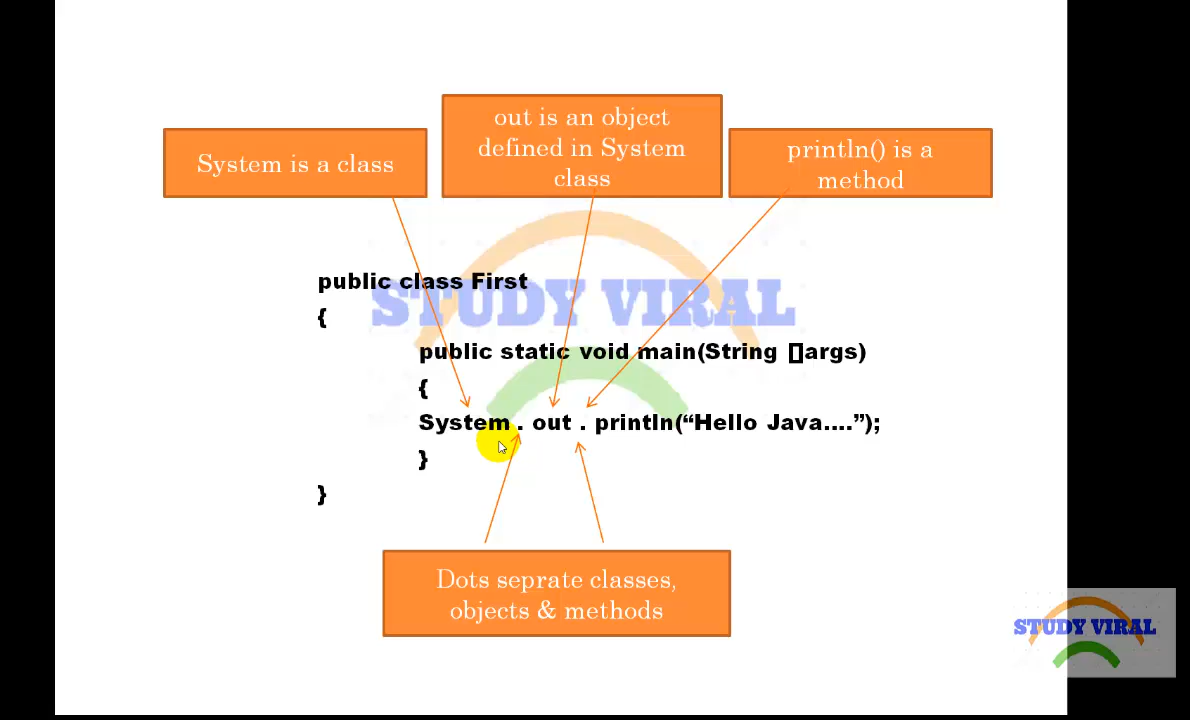 System is a class
out is an object
defined in System
class
println() is a
method
STUDY VIRAL
public class First
{
public static void main(String []args)
{
System . out . println(“Hello Java....”);
}
}
Dots seprate classes,
objects & methods
STUDY VIRAL